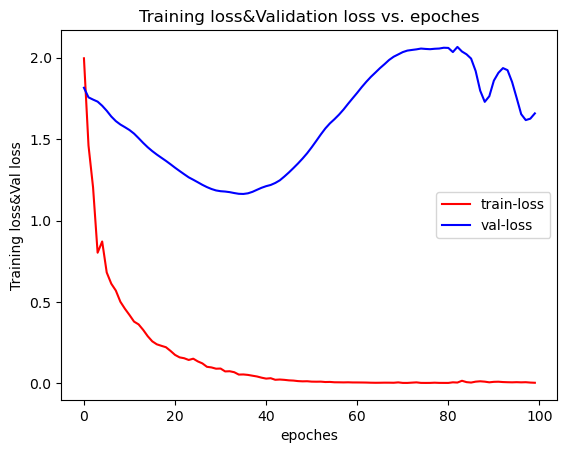 Training loss&Validation loss vs. epoches
Training loss&Val loss
2.0
1.5
1.0
0.5
0.0
train-loss
val-loss
0
20
40
60
80
100
epoches